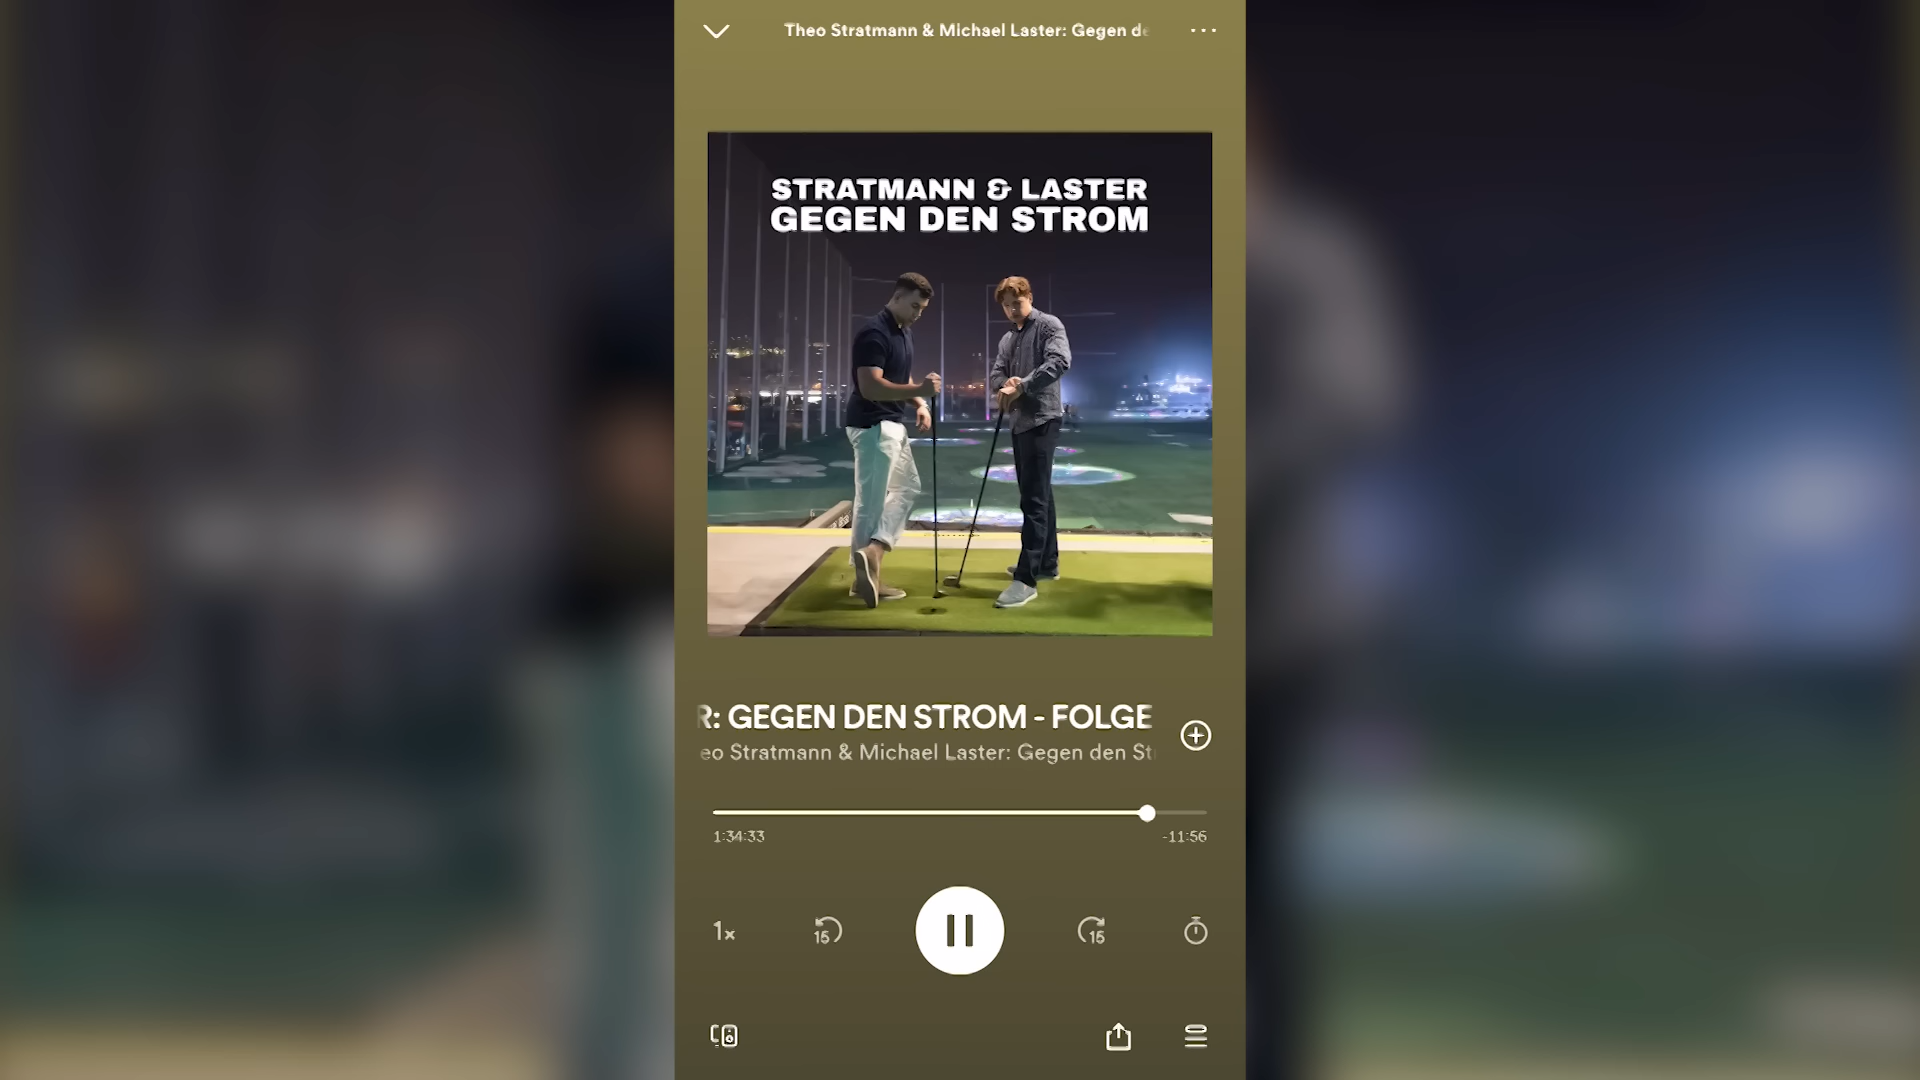 Theo Stratmann & Michael Laster: Gegen de
STRATMANN & LASTER
GEGEN DEN STROM
R: GEGEN DEN STROM - FOLGE
eo Stratmann & Michael Laster: Gegen den St
1:34:33
-11:56
1x
15
15